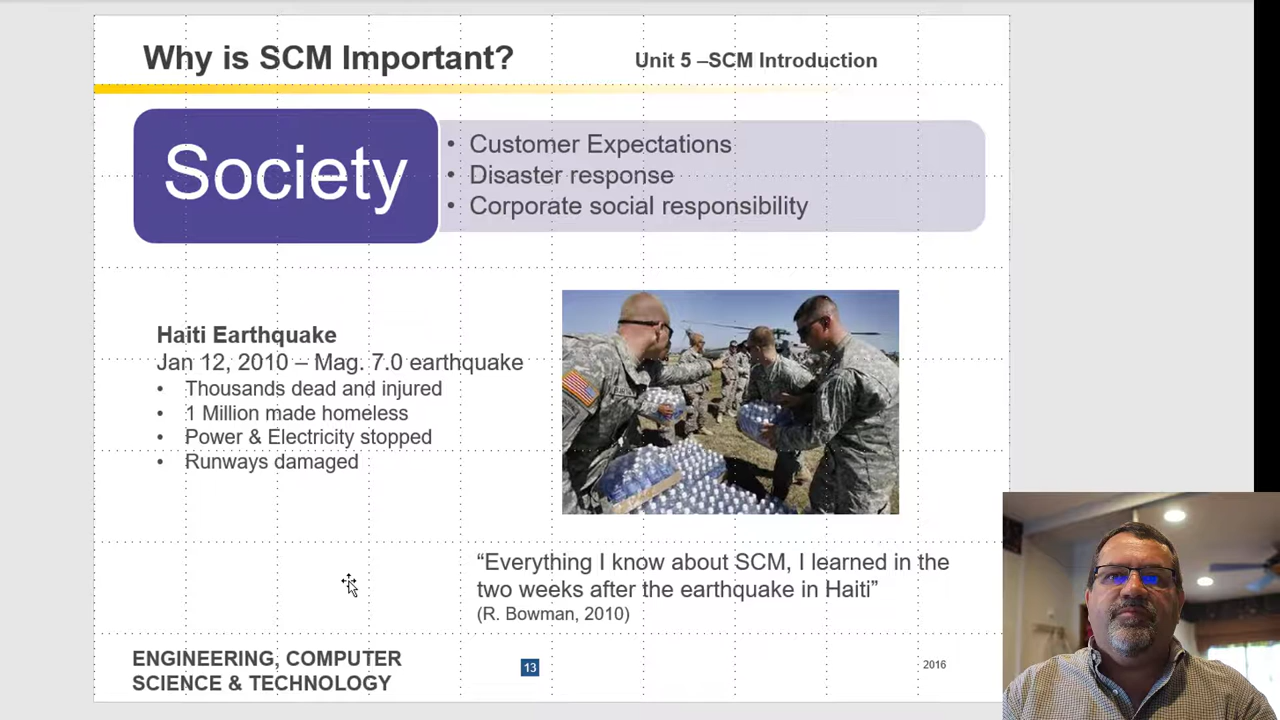 Why is SCM Important?
Unit 5 –SCM Introduction
Society
• Customer Expectations
• Disaster response
• Corporate social responsibility
Haiti Earthquake
Jan 12, 2010 – Mag. 7.0 earthquake
• Thousands dead and injured
• 1 Million made homeless
• Power & Electricity stopped
• Runways damaged
“Everything I know about SCM, I learned in the
two weeks after the earthquake in Haiti”
(R. Bowman, 2010)
ENGINEERING, COMPUTER
SCIENCE & TECHNOLOGY
13
2016